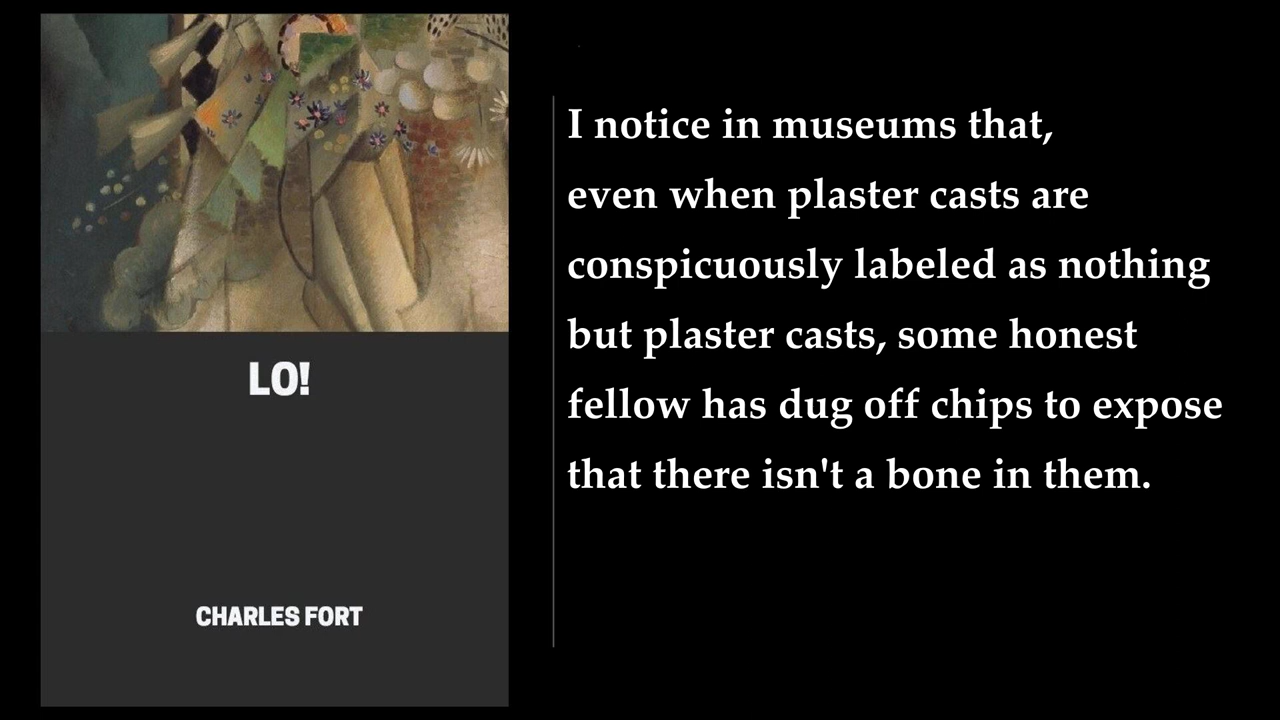 LO!
CHARLES FORT
I notice in museums that,
even when plaster casts are
conspicuously labeled as nothing
but plaster casts, some honest
fellow has dug off chips to expose
that there isn't a bone in them.